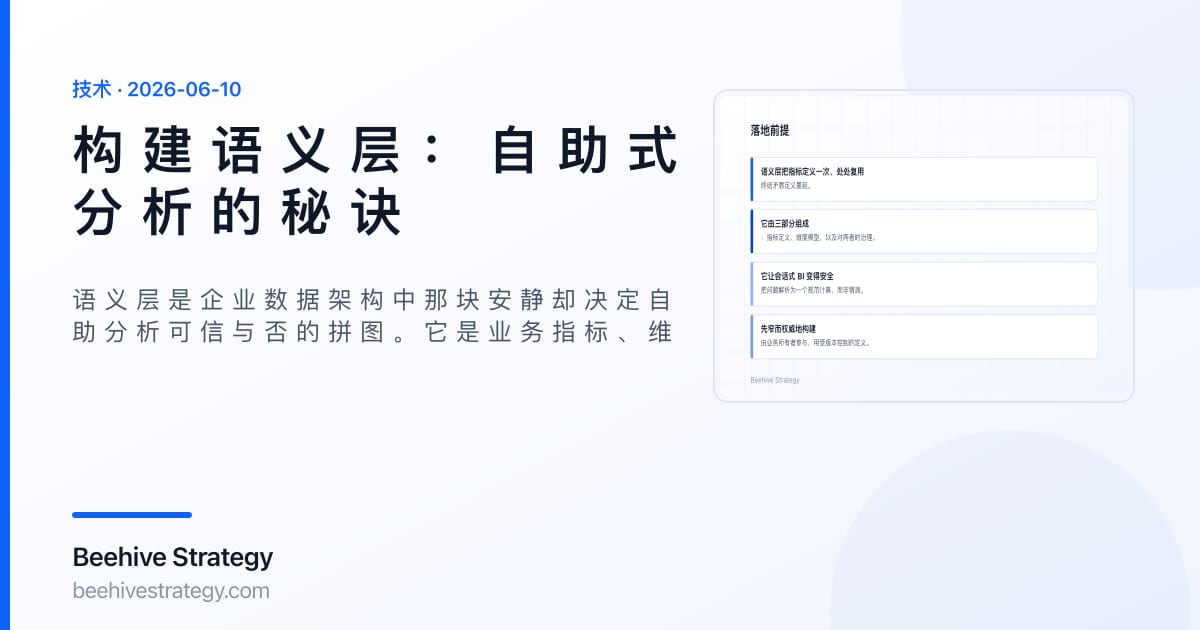 技术 · 2026-06-10
构建语义层：自助式
分析的秘诀
语义层是企业数据架构中那块安静却决定自
助分析可信与否的拼图。它是业务指标、维
落地前提
语义层把指标定义一次、处处复用
终结矛盾定义蔓延。
它由三部分组成
：指标定义、维度模型，以及对两者的治理。
它让会话式 BI 变得安全
把问题解析为一个规范计算，而非猜测。
先窄而权威地构建
由业务所有者参与、用受版本控制的定义。
Beehive Strategy
Beehive Strategy
beehivestrategy.com